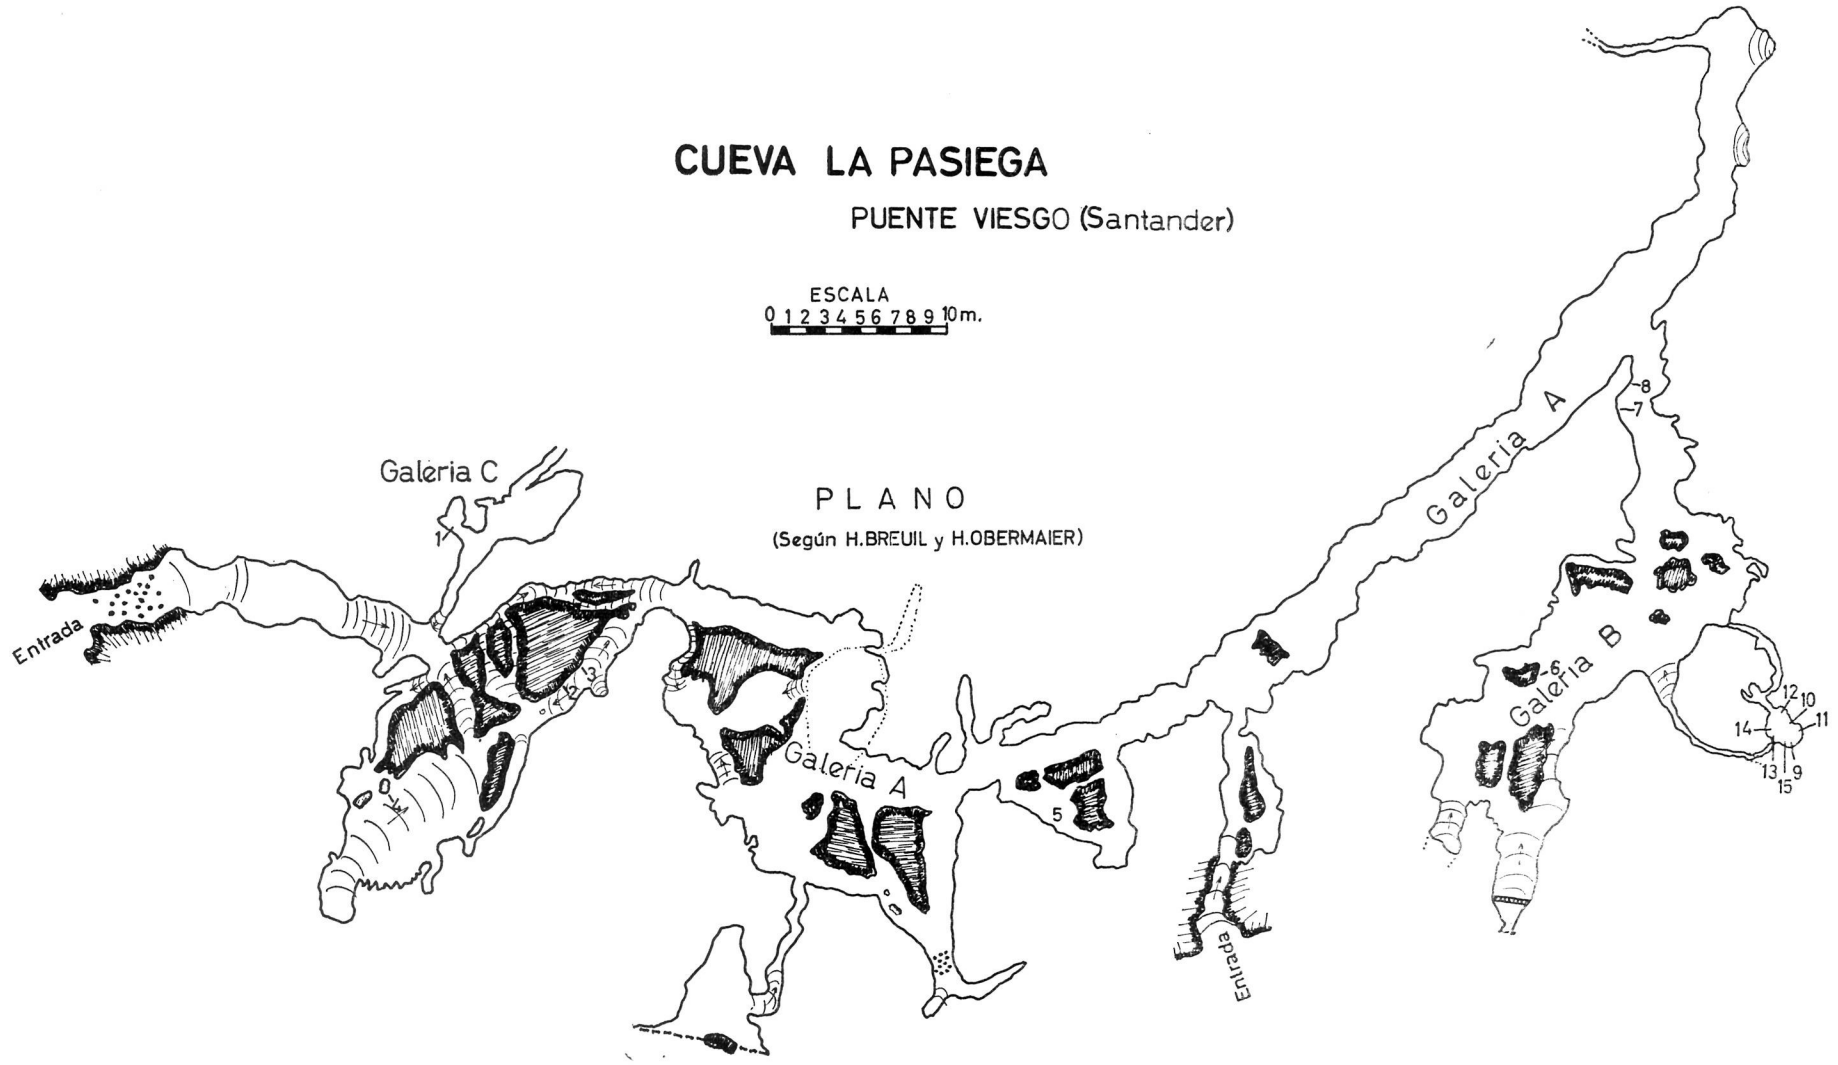 CUEVA LA PASIEGA
PUENTE VIESGO (Santander)
ESCALA
0 1 2 3 4 5 6 7 8 9 10 m.
PLANO
(Según H. BREUIL y H. OBERMAIER)
Galeria C
1
Entrada
2
3
Galeria A
5
Entrada
Galeria A
8
7
Galeria B
6
12
10
11
14
13
15
9